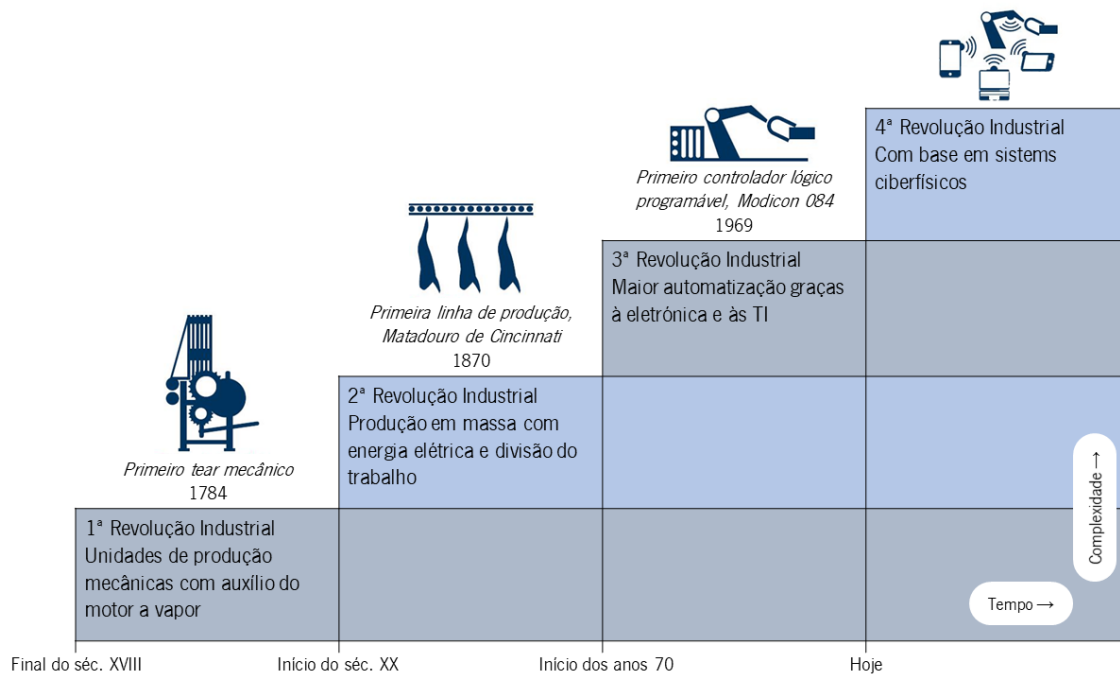 4ª Revolução Industrial
Com base em sistems
ciberfísicos
Primeiro controlador lógico
programável, Modicon 084
1969
3ª Revolução Industrial
Maior automatização graças
à eletrónica e às TI
Primeira linha de produção,
Matadouro de Cincinnati
1870
2ª Revolução Industrial
Produção em massa com
energia elétrica e divisão do
trabalho
Primeiro tear mecânico
1784
1ª Revolução Industrial
Unidades de produção
mecânicas com auxílio do
motor a vapor
Complexidade →
Tempo →
Final do séc. XVIII
Início do séc. XX
Início dos anos 70
Hoje